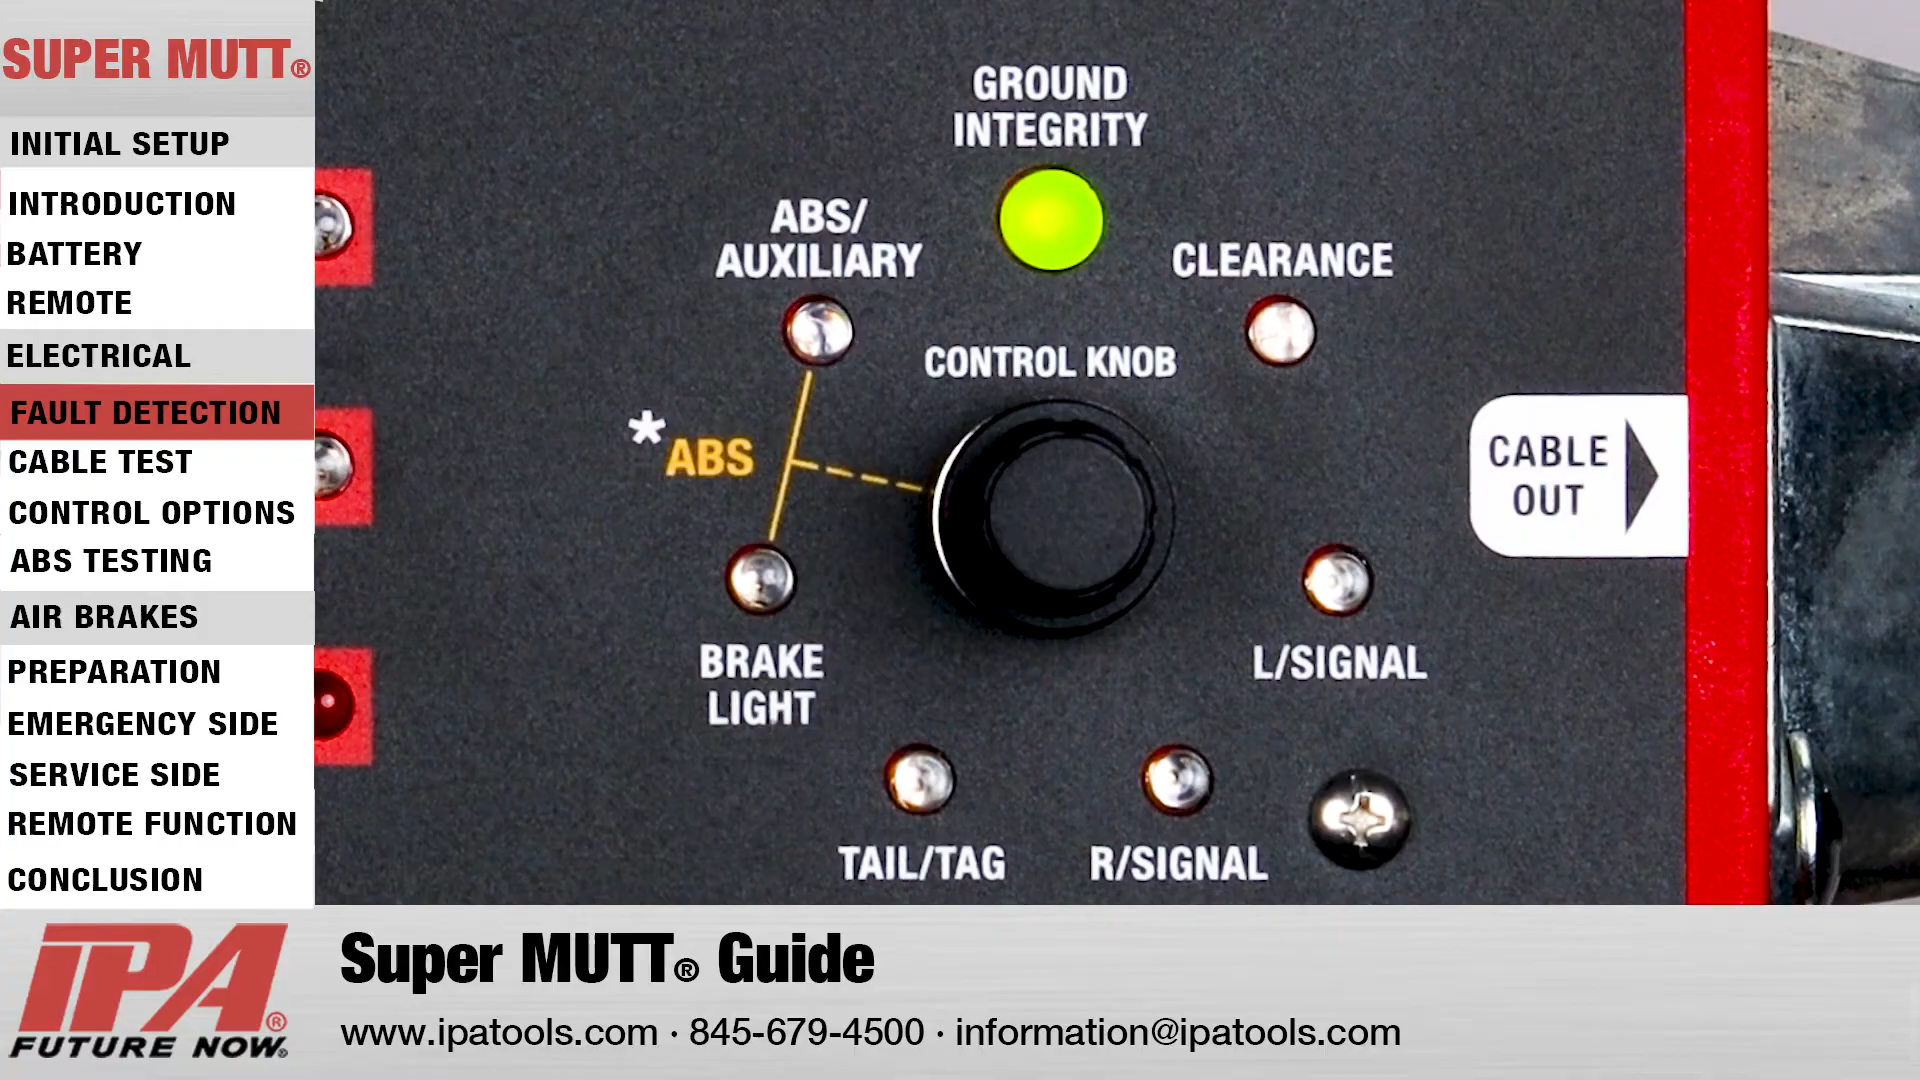 SUPER MUTT®
INITIAL SETUP
INTRODUCTION
BATTERY
REMOTE
ELECTRICAL
FAULT DETECTION
CABLE TEST
CONTROL OPTIONS
ABS TESTING
AIR BRAKES
PREPARATION
EMERGENCY SIDE
SERVICE SIDE
REMOTE FUNCTION
CONCLUSION
GROUND
INTEGRITY
ABS/
AUXILIARY
CLEARANCE
CONTROL KNOB
*ABS
CABLE
OUT
BRAKE
LIGHT
L/SIGNAL
TAIL/TAG
R/SIGNAL
IPA®
FUTURE NOW®
Super MUTT® Guide
www.ipatools.com · 845-679-4500 · information@ipatools.com